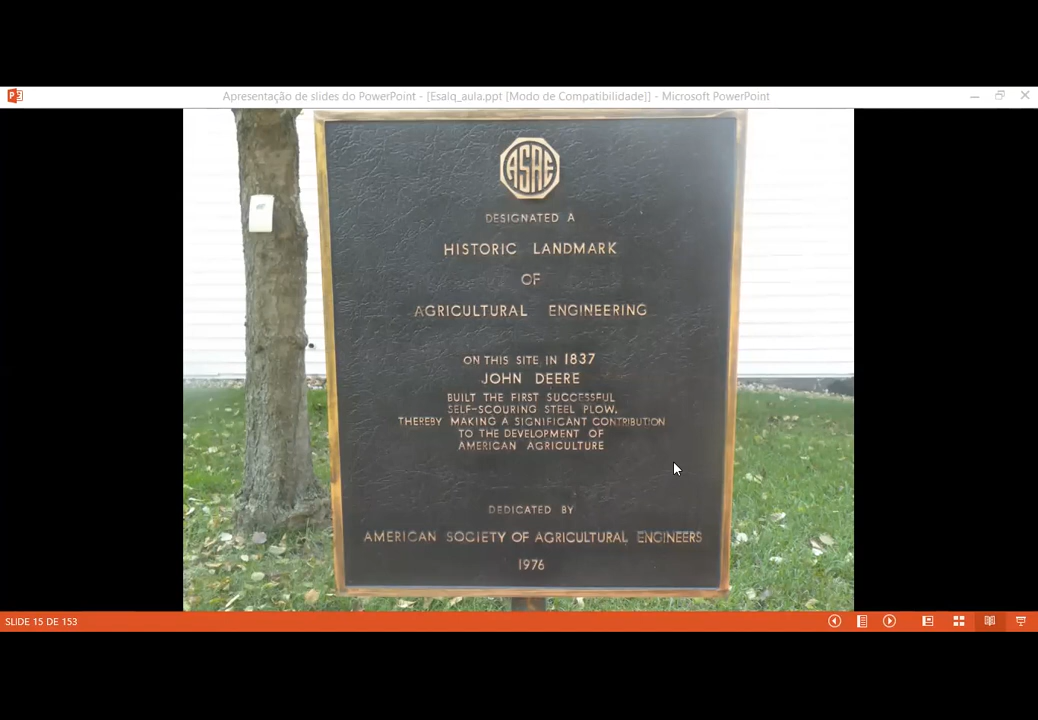 Apresentação de slides do PowerPoint - [Esalq_aula.ppt [Modo de Compatibilidade]] - Microsoft PowerPoint
ASAE
DESIGNATED A
HISTORIC LANDMARK
OF
AGRICULTURAL ENGINEERING
ON THIS SITE IN 1837
JOHN DEERE
BUILT THE FIRST SUCCESSFUL
SELF-SCOURING STEEL PLOW,
THEREBY MAKING A SIGNIFICANT CONTRIBUTION
TO THE DEVELOPMENT OF
AMERICAN AGRICULTURE
DEDICATED BY
AMERICAN SOCIETY OF AGRICULTURAL ENGINEERS
1976
SLIDE 15 DE 153